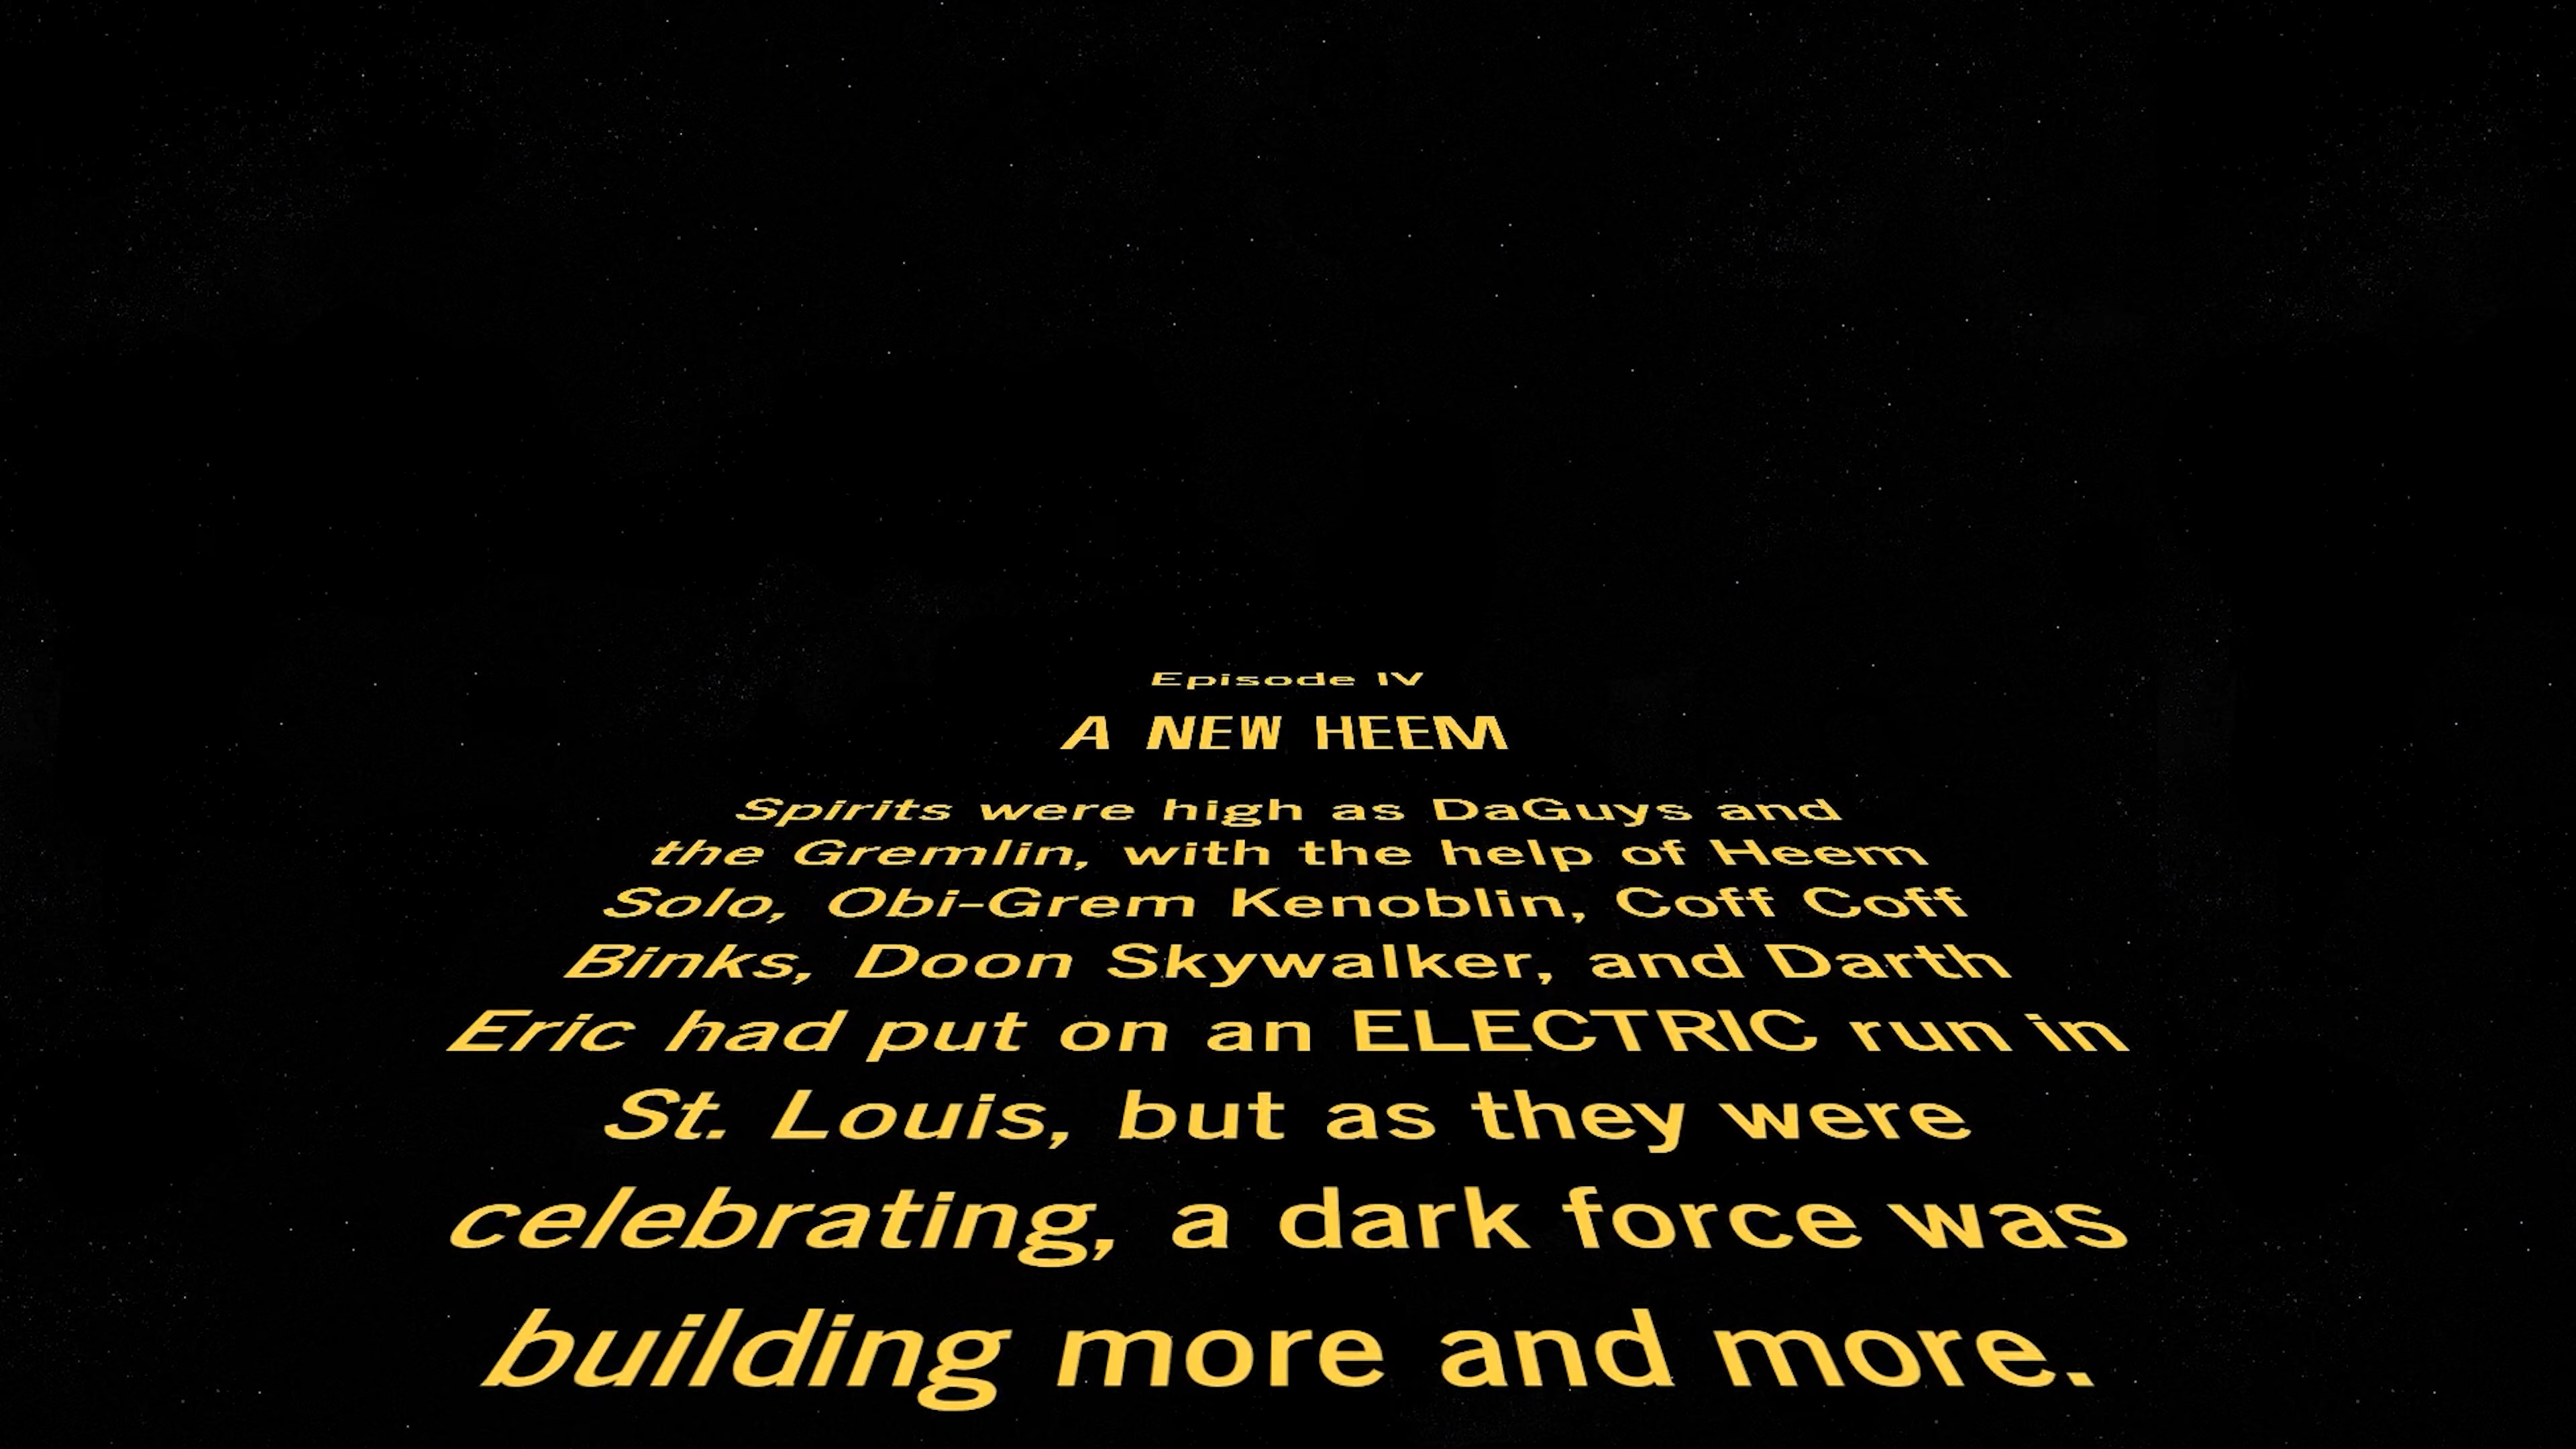 Episode IV
A NEW HEEM
Spirits were high as DaGuys and
the Gremlin, with the help of Heem
Solo, Obi-Grem Kenoblin, Coff Coff
Binks, Doon Skywalker, and Darth
Eric had put on an ELECTRIC run in
St. Louis, but as they were
celebrating, a dark force was
building more and more.